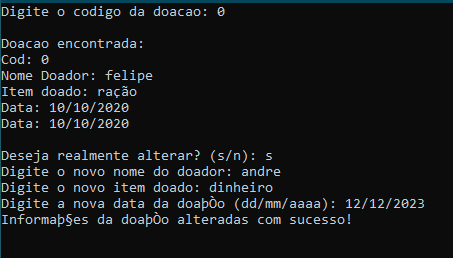 Digite o codigo da doacao: 0
Doacao encontrada:
Cod: 0
Nome Doador: felipe
Item doado: ração
Data: 10/10/2020
Data: 10/10/2020
Deseja realmente alterar? (s/n): s
Digite o novo nome do doador: andre
Digite o novo item doado: dinheiro
Digite a nova data da doaþÒo (dd/mm/aaaa): 12/12/2023
Informaþ§es da doaþÒo alteradas com sucesso!